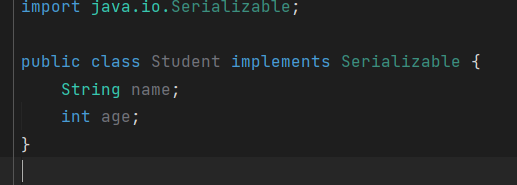 import java.io.Serializable;
public class Student implements Serializable {
    String name;
    int age;
}